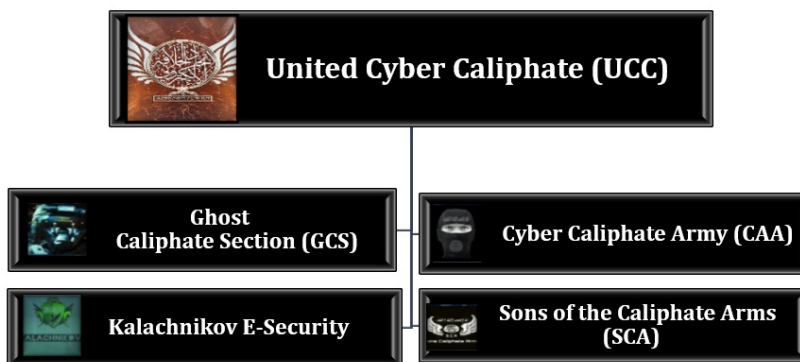 United Cyber Caliphate (UCC)
Ghost
Caliphate Section (GCS)
Cyber Caliphate Army (CAA)
Kalachnikov E-Security
Sons of the Caliphate Arms
(SCA)